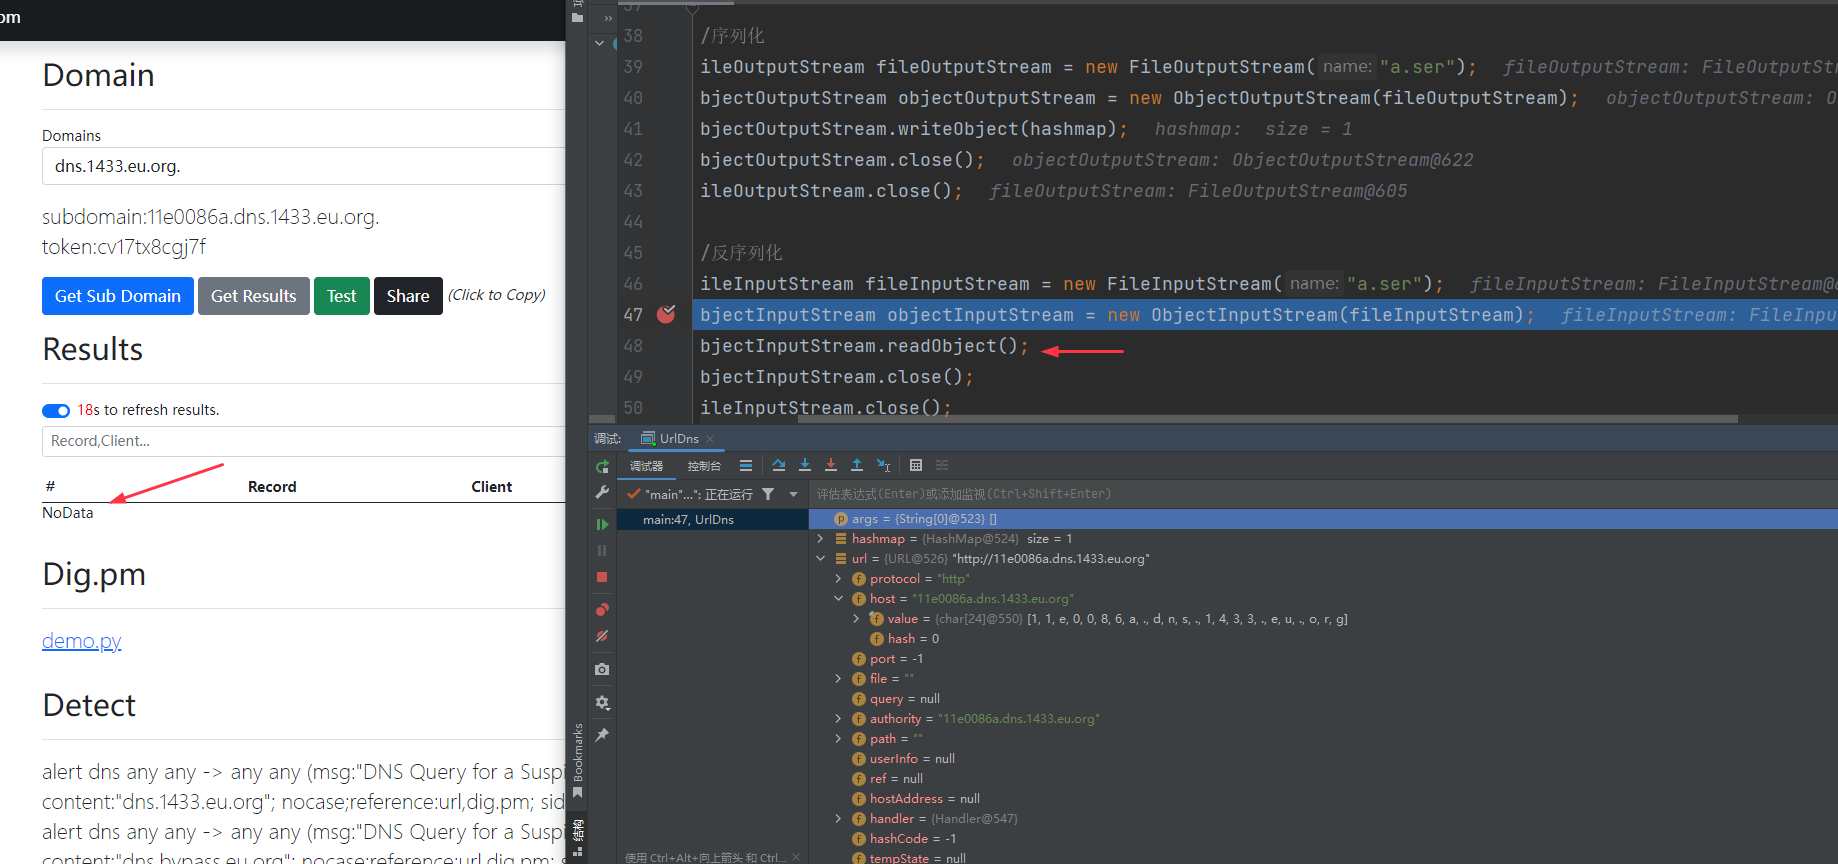 om
Domain
Domains
dns.1433.eu.org.
subdomain:11e0086a.dns.1433.eu.org.
token:cv17tx8cgj7f
Get Sub Domain
Get Results
Test
Share
(Click to Copy)
Results
18s to refresh results.
Record,Client...
# Record Client
NoData
Dig.pm
demo.py
Detect
alert dns any any -> any any (msg:"DNS Query for a Suspi
content:"dns.1433.eu.org"; nocase;reference:url,dig.pm; sid
alert dns any any -> any any (msg:"DNS Query for a Suspi
content:"dns.bypass.eu.org"; nocase;reference:url,dig.pm; s
37
38 /序列化
39 ileOutputStream fileOutputStream = new FileOutputStream( name: "a.ser"); fileOutputStream: FileOutputStr
40 bjectOutputStream objectOutputStream = new ObjectOutputStream(fileOutputStream); objectOutputStream: O
41 bjectOutputStream.writeObject(hashmap); hashmap: size = 1
42 bjectOutputStream.close(); objectOutputStream: ObjectOutputStream@622
43 ileOutputStream.close(); fileOutputStream: FileOutputStream@605
44
45 /反序列化
46 ileInputStream fileInputStream = new FileInputStream( name: "a.ser"); fileInputStream: FileInputStream@6
47 bjectInputStream objectInputStream = new ObjectInputStream(fileInputStream); fileInputStream: FileInpu
48 bjectInputStream.readObject();
49 bjectInputStream.close();
50 ileInputStream.close();
调试: UrlDns ×
调试器 控制台
"main"...": 正在运行
评估表达式(Enter)或添加监视(Ctrl+Shift+Enter)
main:47, UrlDns
args = {String[0]@523} []
hashmap = {HashMap@524} size = 1
url = {URL@526} "http://11e0086a.dns.1433.eu.org"
protocol = "http"
host = "11e0086a.dns.1433.eu.org"
value = {char[24]@550} [1, 1, e, 0, 0, 8, 6, a, ., d, n, s, ., 1, 4, 3, 3, ., e, u, ., o, r, g]
hash = 0
port = -1
file = ""
query = null
authority = "11e0086a.dns.1433.eu.org"
path = ""
userInfo = null
ref = null
hostAddress = null
handler = {Handler@547}
hashCode = -1
tempState = null
Bookmarks
结构
使用 Ctrl+Alt+向上箭头 和 Ctrl... ×